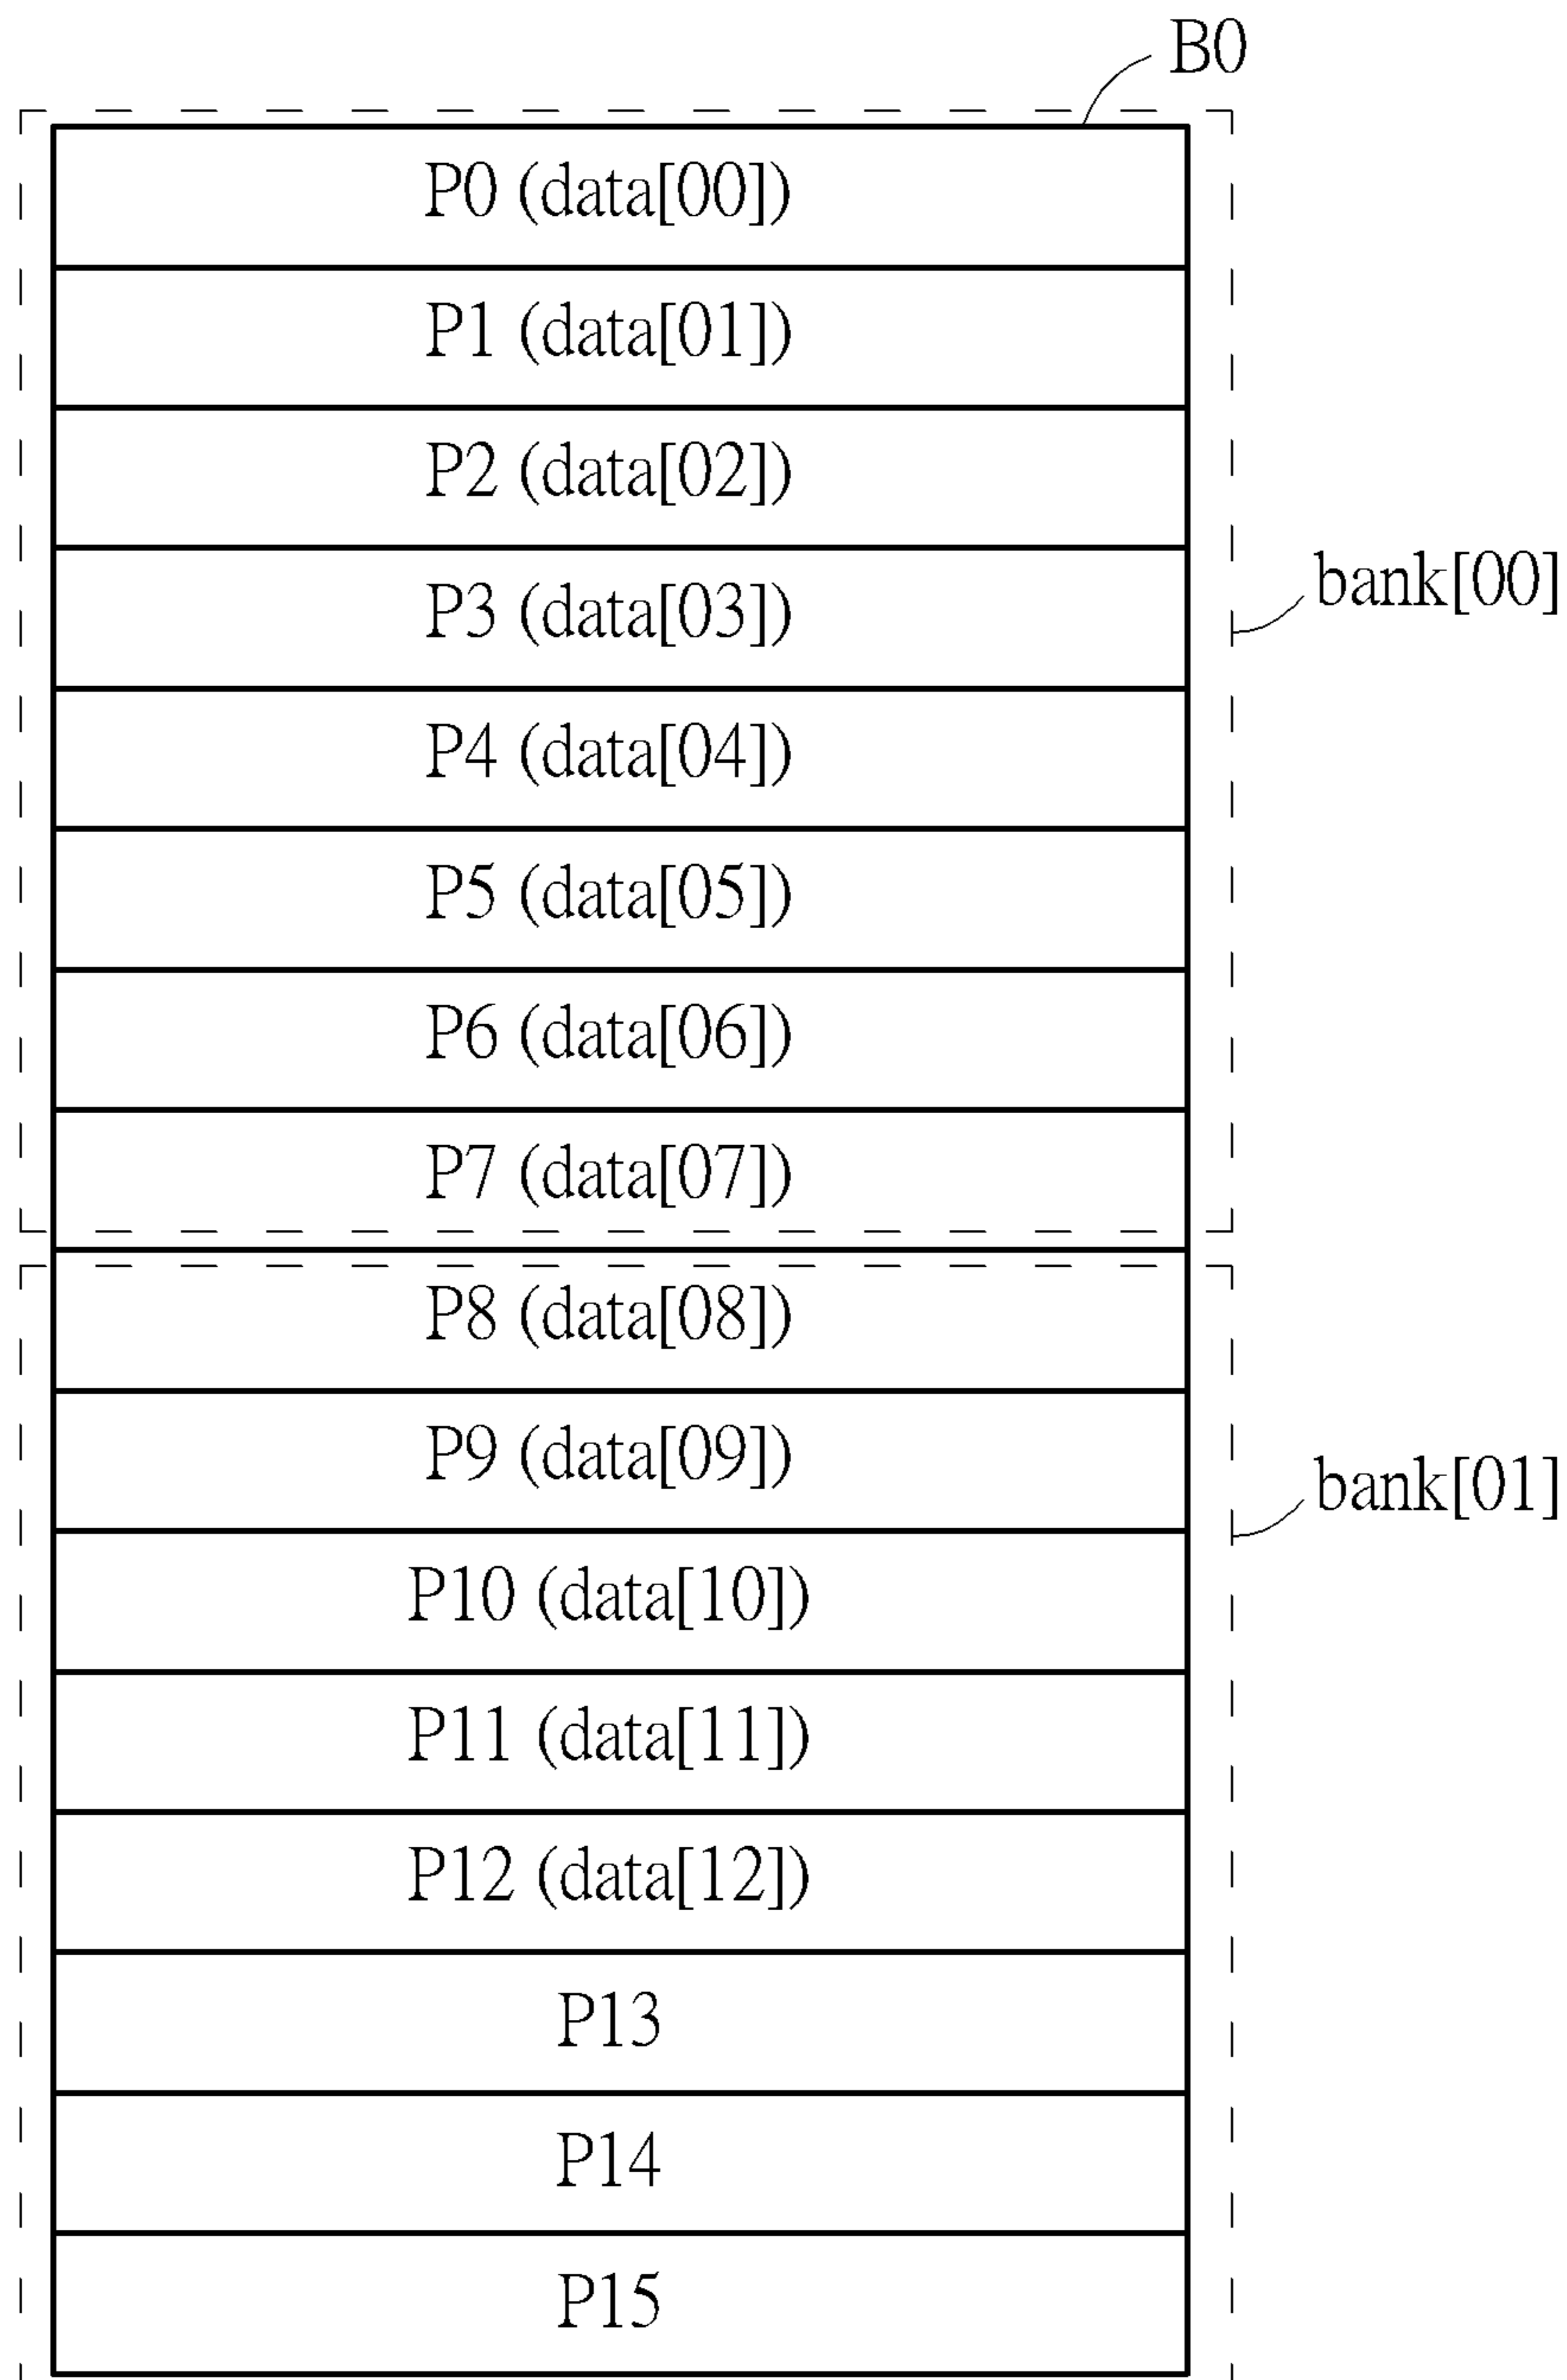 B0
P0 (data[00])
P1 (data[01])
P2 (data[02])
P3 (data[03])
bank[00]
P4 (data[04])
P5 (data[05])
P6 (data[06])
P7 (data[07])
P8 (data[08])
P9 (data[09])
bank[01]
P10 (data[10])
P11 (data[11])
P12 (data[12])
P13
P14
P15